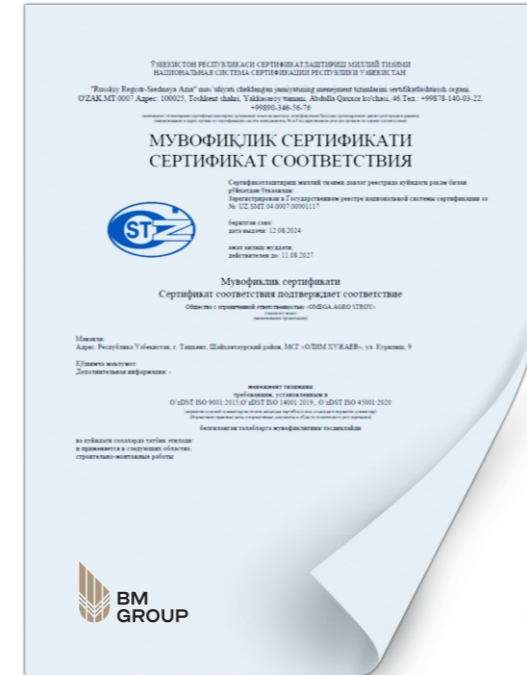 ЎЗБЕКИСТОН РЕСПУБЛИКАСИ СЕРТИФИКАТЛАШТИРИШ МИЛЛИЙ ТИЗИМИ
НАЦИОНАЛЬНАЯ СИСТЕМА СЕРТИФИКАЦИИ РЕСПУБЛИКИ УЗБЕКИСТАН
"Russkiy Registr-Srednaya Azia" mas'uliyati cheklangan jamiyatining menejment tizimlarini sertifikatlashtirish organi,
O'ZAK.MT.0007 Адрес: 100025, Toshkent shahri, Yakkasaroy tumani, Abdulla Qaxxor ko'chasi, 46 Тел.: +99878-140-03-22,
+99890-346-56-76
МУВОФИҚЛИК СЕРТИФИКАТИ
СЕРТИФИКАТ СООТВЕТСТВИЯ
Сертификатлаштириш миллий тизими давлат реестрида қуйидаги рақам билан
рўйхатдан ўтказилди:
Зарегистрирован в Государственном реестре национальной системы сертификации за
№: UZ.SMT.04.0007.00001117
STZ
берилган сана:
дата выдачи: 12.08.2024
амал қилиш муддати:
действителен до: 11.08.2027
Мувофиқлик сертификати
Сертификат соответствия подтверждает соответствие
Общество с ограниченной ответственностью «OMEGA AGRO STROY»
Манзили:
Адрес: Республика Узбекистан, г. Ташкент, Шайхонтохурский район, МСГ «ОЛИМ ХУЖАЕВ», ул. Курилиш, 9
Қўшимча маълумот:
Дополнительная информация: -
менежмент тизимини
требованиям, установленным в
O'zDST ISO 9001:2015,O'zDST ISO 14001:2019,, O'zDST ISO 45001:2020
белгиланган талабларга мувофиқлигини тасдиқлайди
ва қуйидаги соҳаларда татбиқ этилади:
и применяется в следующих областях:
строительно-монтажные работы
BM
GROUP